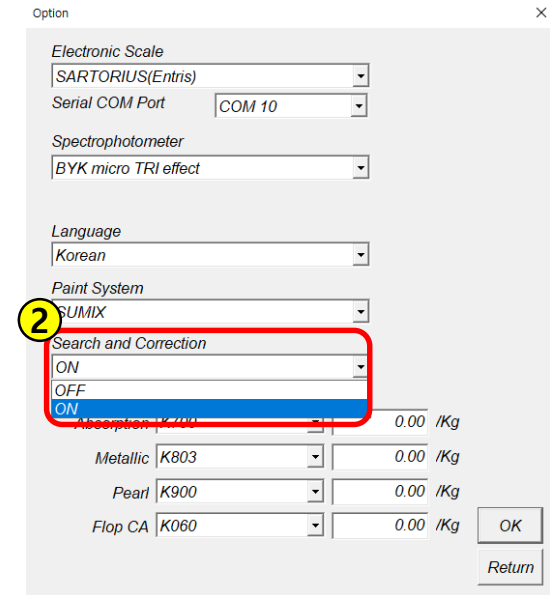 Option
Electronic Scale
SARTORIUS(Entris)
Serial COM Port COM 10
Spectrophotometer
BYK micro TRI effect
Language
Korean
Paint System
2 SUMIX
Search and Correction
ON
OFF
ON
Absorption K700 0.00 /Kg
Metallic K803 0.00 /Kg
Pearl K900 0.00 /Kg
Flop CA K060 0.00 /Kg OK
Return